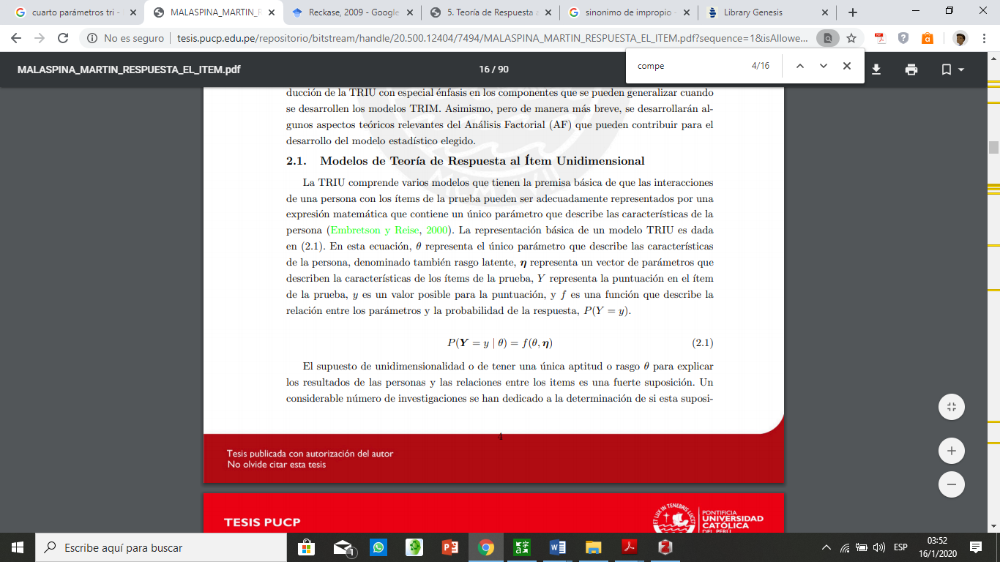 cuarto parámetros tri -
MALASPINA_MARTIN_R
Reckase, 2009 - Google
5. Teoría de Respuesta a
sinonimo de impropio -
Library Genesis
No es seguro
tesis.pucp.edu.pe/repositorio/bitstream/handle/20.500.12404/7494/MALASPINA_MARTIN_RESPUESTA_EL_ITEM.pdf?sequence=1&isAllowe...
MALASPINA_MARTIN_RESPUESTA_EL_ITEM.pdf
16 / 90
compe
4/16
ducción de la TRIU con especial énfasis en los componentes que se pueden generalizar cuando
se desarrollen los modelos TRIM. Asimismo, pero de manera más breve, se desarrollarán al-
gunos aspectos teóricos relevantes del Análisis Factorial (AF) que pueden contribuir para el
desarrollo del modelo estadístico elegido.
2.1. Modelos de Teoría de Respuesta al Ítem Unidimensional
La TRIU comprende varios modelos que tienen la premisa básica de que las interacciones
de una persona con los ítems de la prueba pueden ser adecuadamente representados por una
expresión matemática que contiene un único parámetro que describe las características de la
persona (Embretson y Reise, 2000). La representación básica de un modelo TRIU es dada
en (2.1). En esta ecuación, θ representa el único parámetro que describe las características
de la persona, denominado también rasgo latente, η representa un vector de parámetros que
describen la características de los ítems de la prueba, Y representa la puntuación en el ítem
de la prueba, y es un valor posible para la puntuación, y f es una función que describe la
relación entre los parámetros y la probabilidad de la respuesta, P(Y = y).
P(Y = y | θ) = f(θ, η) (2.1)
El supuesto de unidimensionalidad o de tener una única aptitud o rasgo θ para explicar
los resultados de las personas y las relaciones entre los items es una fuerte suposición. Un
considerable número de investigaciones se han dedicado a la determinación de si esta suposi-
4
Tesis publicada con autorización del autor
No olvide citar esta tesis
TESIS PUCP
ET LUX IN TENEBRIS LUCET
PONTIFICIA
UNIVERSIDAD
CATÓLICA
DEL PERÚ
Escribe aquí para buscar
1
ESP
03:52
16/1/2020